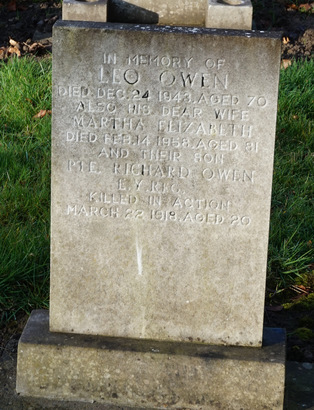 IN MEMORY OF
LEO OWEN
DIED DEC. 24 1943, AGED 70
ALSO HIS DEAR WIFE
MARTHA ELIZABETH
DIED FEB. 14 1958, AGED 81
AND THEIR SON
PTE. RICHARD OWEN
E.Y.RIG.
KILLED IN ACTION
MARCH 22 1918, AGED 20